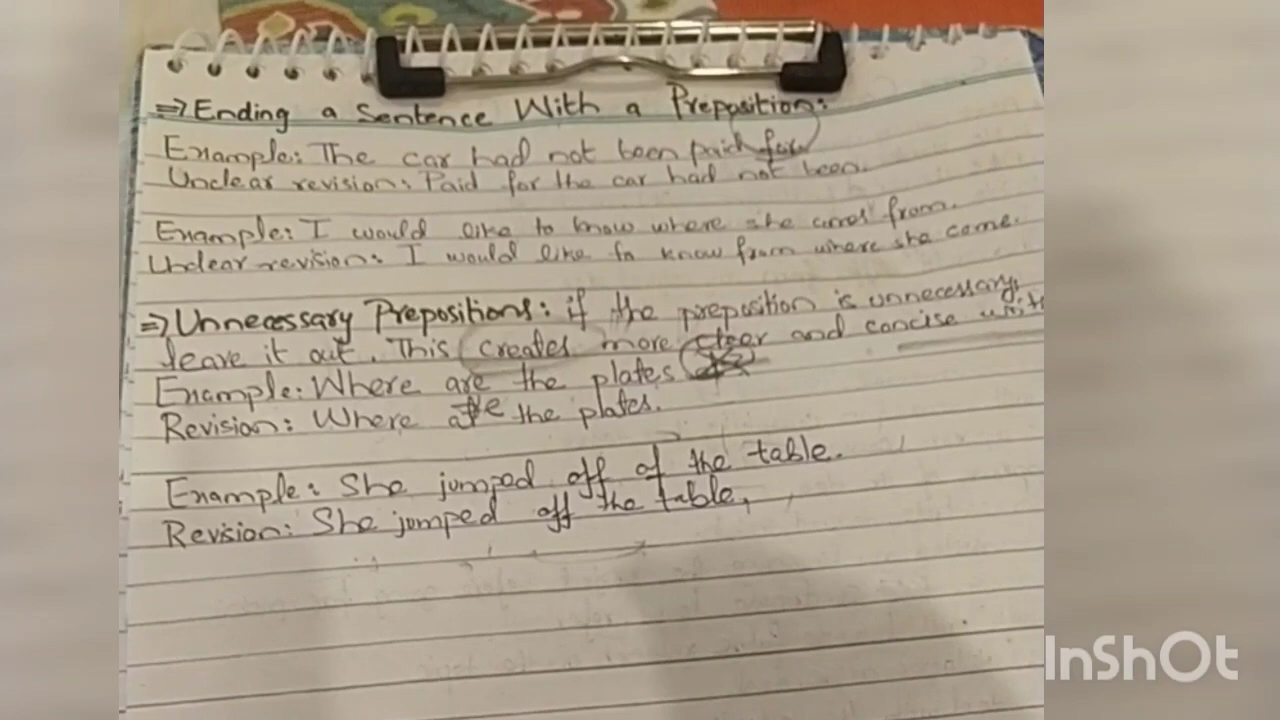 ⇒Ending a Sentence With a Preposition:
Example: The car had not been paid for
Unclear revision: Paid for the car had not been.
Example: I would like to know where she comes from.
Unclear revision: I would like to know from where she come.
⇒Unnecessary Prepositions: if the preposition is unnecessary,
leave it out. This creates more clear and concise
Example: Where are the plates
Revision: Where are the plates.
Example: She jumped off of the table.
Revision: She jumped off the table.
InShOt